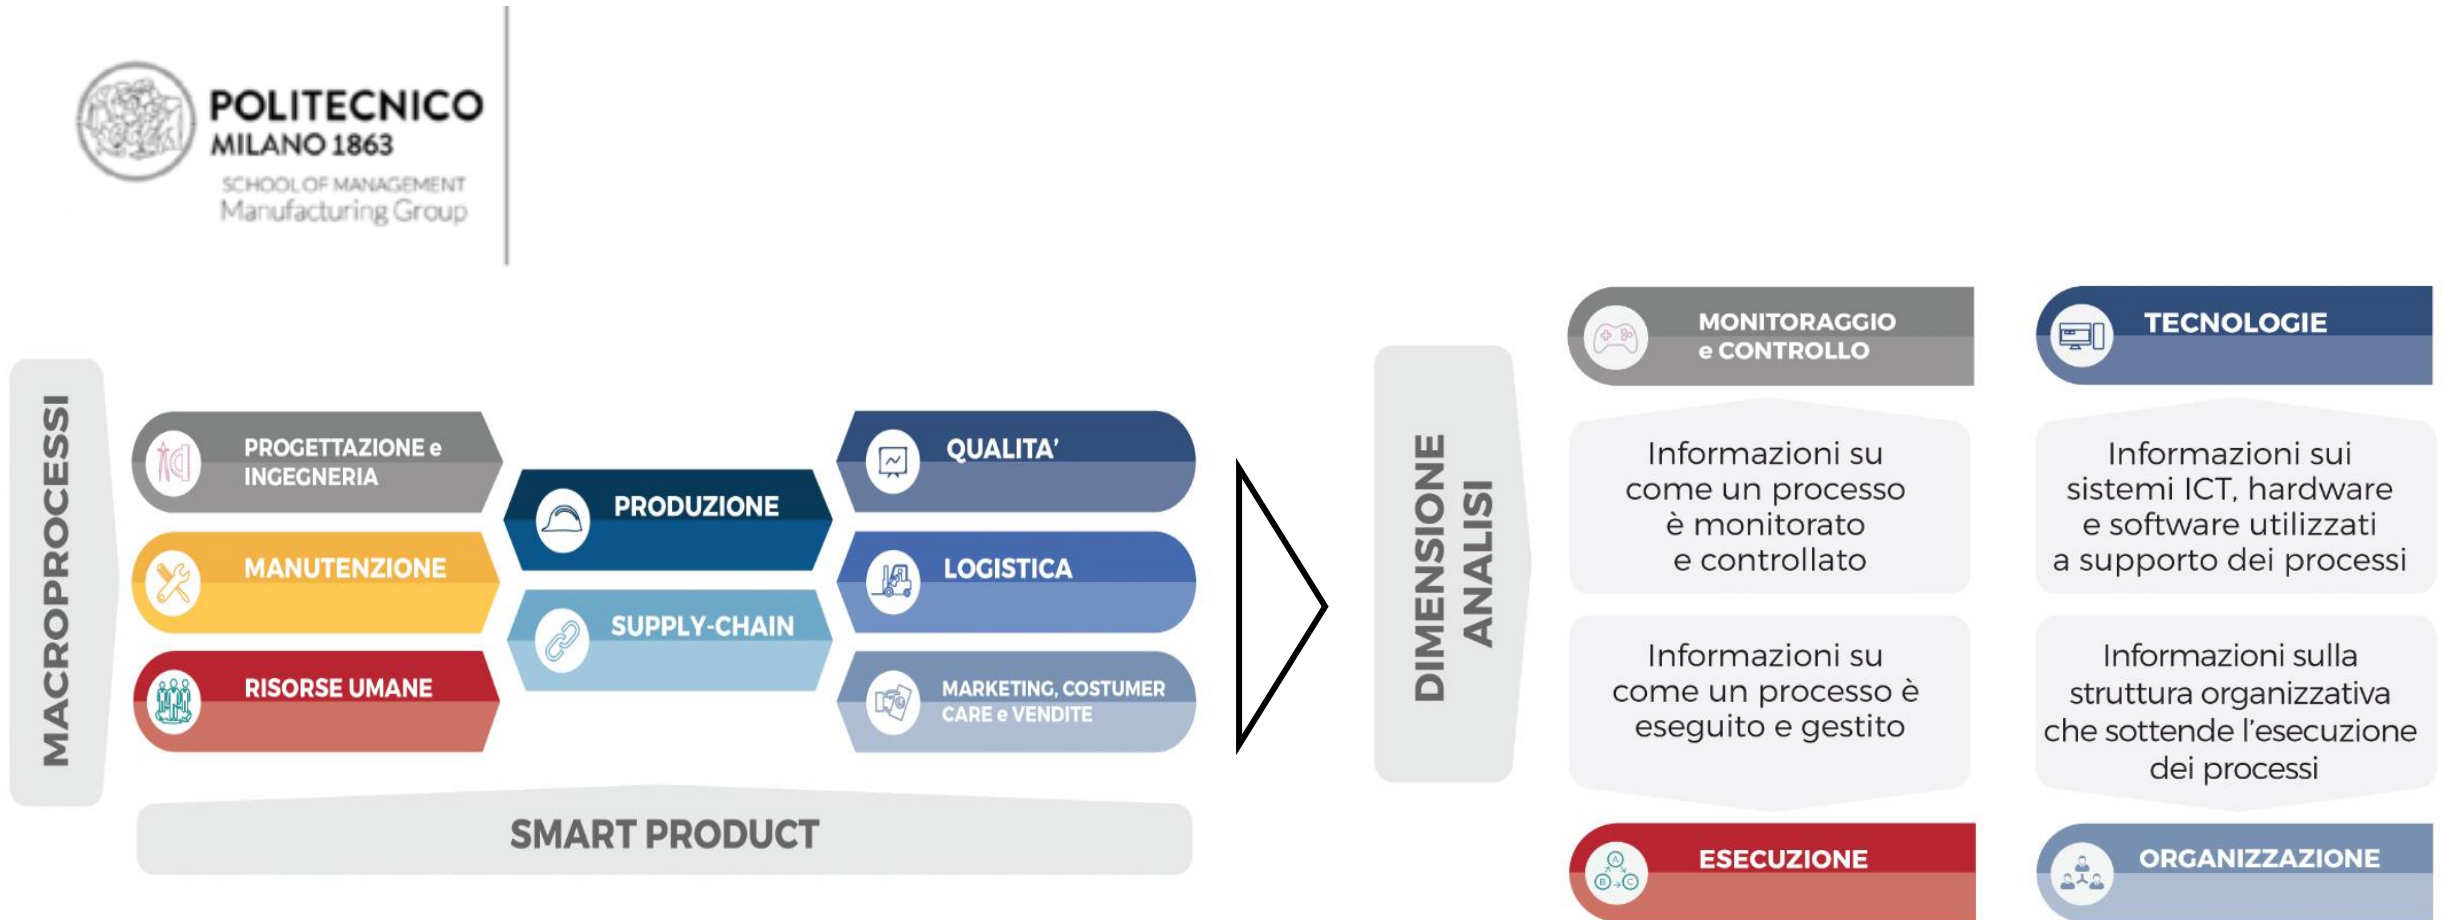 POLITECNICO
MILANO 1863
SCHOOL OF MANAGEMENT
Manufacturing Group
MACROPROCESSI
PROGETTAZIONE e
INGEGNERIA
MANUTENZIONE
RISORSE UMANE
PRODUZIONE
SUPPLY-CHAIN
QUALITA'
LOGISTICA
MARKETING, COSTUMER
CARE e VENDITE
SMART PRODUCT
DIMENSIONE
ANALISI
MONITORAGGIO
e CONTROLLO
Informazioni su
come un processo
è monitorato
e controllato
Informazioni su
come un processo è
eseguito e gestito
A
B
C
ESECUZIONE
TECNOLOGIE
Informazioni sui
sistemi ICT, hardware
e software utilizzati
a supporto dei processi
Informazioni sulla
struttura organizzativa
che sottende l'esecuzione
dei processi
ORGANIZZAZIONE